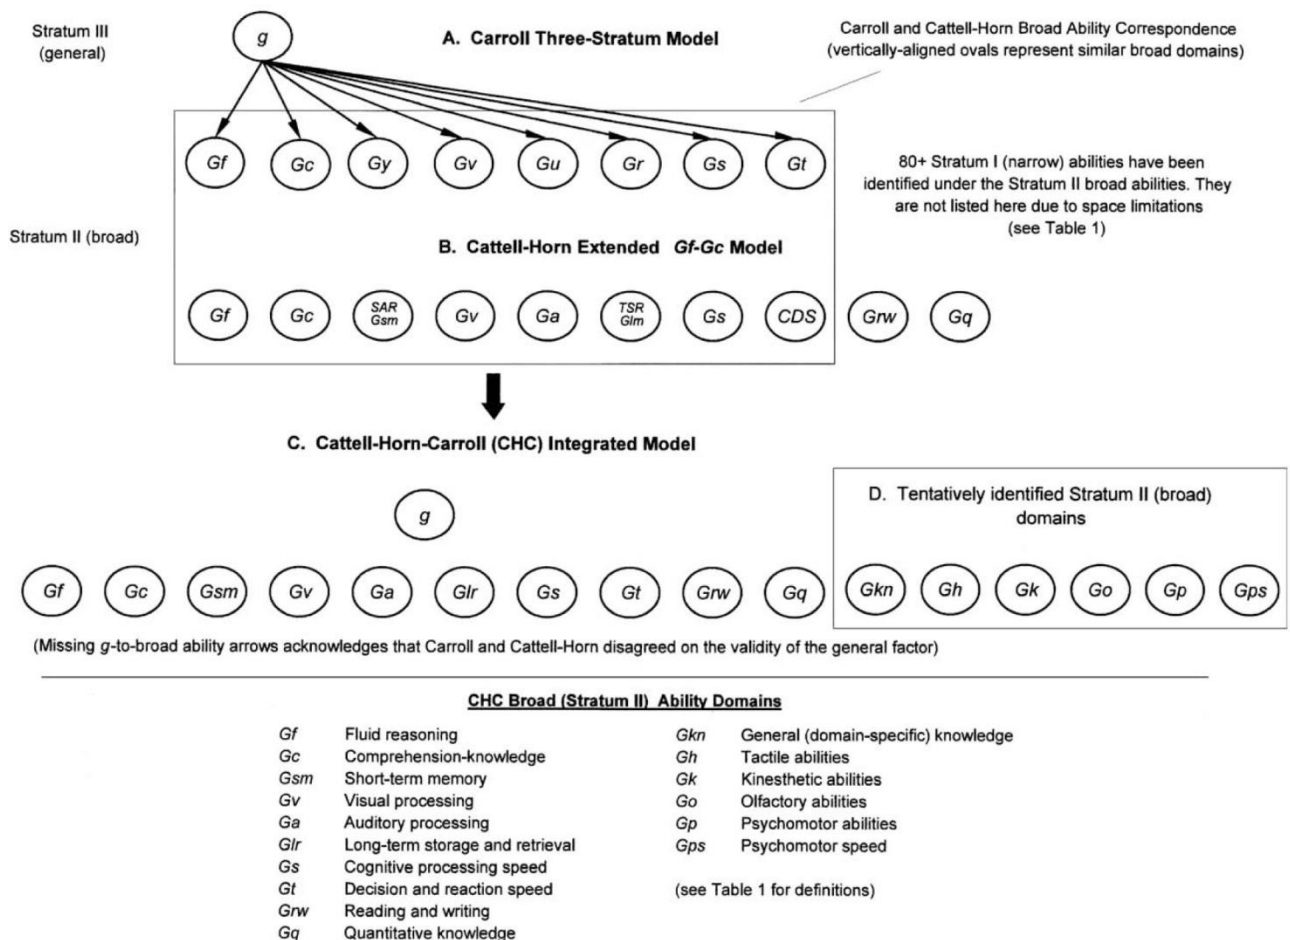 Stratum III
(general)
g
A. Carroll Three-Stratum Model
Carroll and Cattell-Horn Broad Ability Correspondence
(vertically-aligned ovals represent similar broad domains)
Gf Gc Gy Gv Gu Gr Gs Gt
80+ Stratum I (narrow) abilities have been
identified under the Stratum II broad abilities. They
are not listed here due to space limitations
(see Table 1)
Stratum II (broad)
B. Cattell-Horn Extended Gf-Gc Model
Gf Gc SAR Gsm Gv Ga TSR Glm Gs CDS Grw Gq
C. Cattell-Horn-Carroll (CHC) Integrated Model
g
D. Tentatively identified Stratum II (broad)
domains
Gf Gc Gsm Gv Ga Glr Gs Gt Grw Gq Gkn Gh Gk Go Gp Gps
(Missing g-to-broad ability arrows acknowledges that Carroll and Cattell-Horn disagreed on the validity of the general factor)
CHC Broad (Stratum II) Ability Domains
Gf Fluid reasoning
Gc Comprehension-knowledge
Gsm Short-term memory
Gv Visual processing
Ga Auditory processing
Glr Long-term storage and retrieval
Gs Cognitive processing speed
Gt Decision and reaction speed
Grw Reading and writing
Gq Quantitative knowledge
Gkn General (domain-specific) knowledge
Gh Tactile abilities
Gk Kinesthetic abilities
Go Olfactory abilities
Gp Psychomotor abilities
Gps Psychomotor speed
(see Table 1 for definitions)